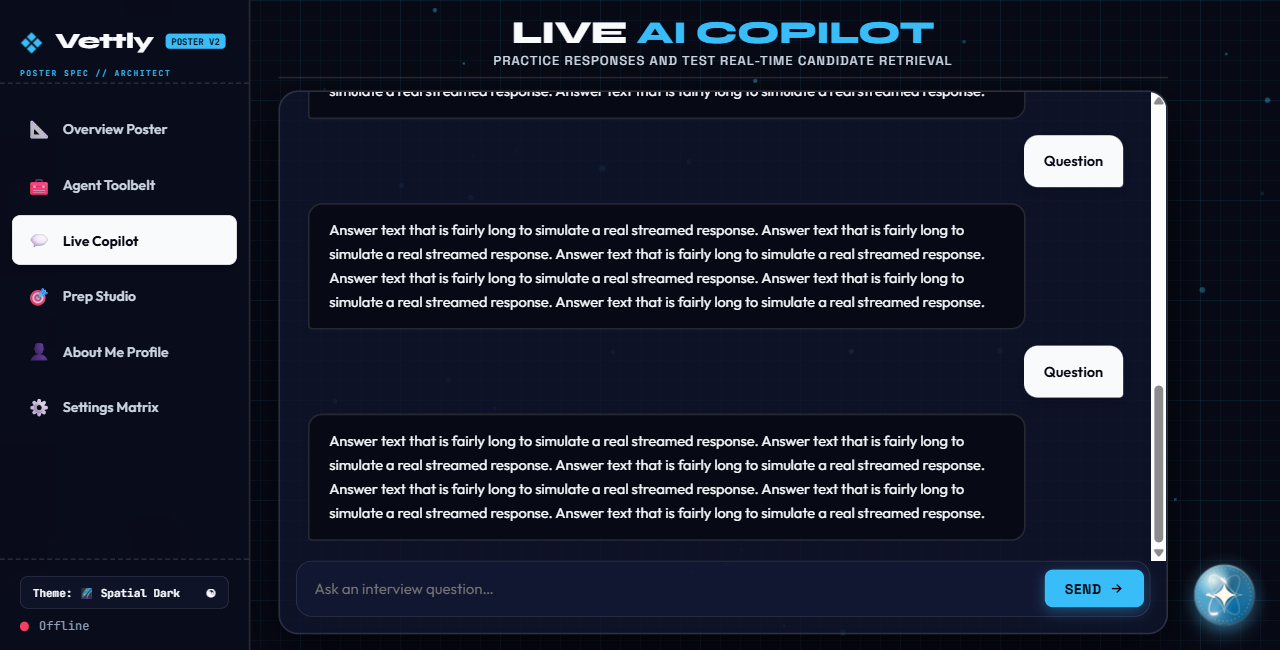 Vettly
POSTER V2
POSTER SPEC // ARCHITECT
Overview Poster
Agent Toolbelt
Live Copilot
Prep Studio
About Me Profile
Settings Matrix
Theme: Spatial Dark
Offline
LIVE AI COPILOT
PRACTICE RESPONSES AND TEST REAL-TIME CANDIDATE RETRIEVAL
simulate a real streamed response. Answer text that is fairly long to simulate a real streamed response.
Question
Answer text that is fairly long to simulate a real streamed response. Answer text that is fairly long to
simulate a real streamed response. Answer text that is fairly long to simulate a real streamed response.
Answer text that is fairly long to simulate a real streamed response. Answer text that is fairly long to
simulate a real streamed response. Answer text that is fairly long to simulate a real streamed response.
Question
Answer text that is fairly long to simulate a real streamed response. Answer text that is fairly long to
simulate a real streamed response. Answer text that is fairly long to simulate a real streamed response.
Answer text that is fairly long to simulate a real streamed response. Answer text that is fairly long to
simulate a real streamed response. Answer text that is fairly long to simulate a real streamed response.
Ask an interview question...
SEND →